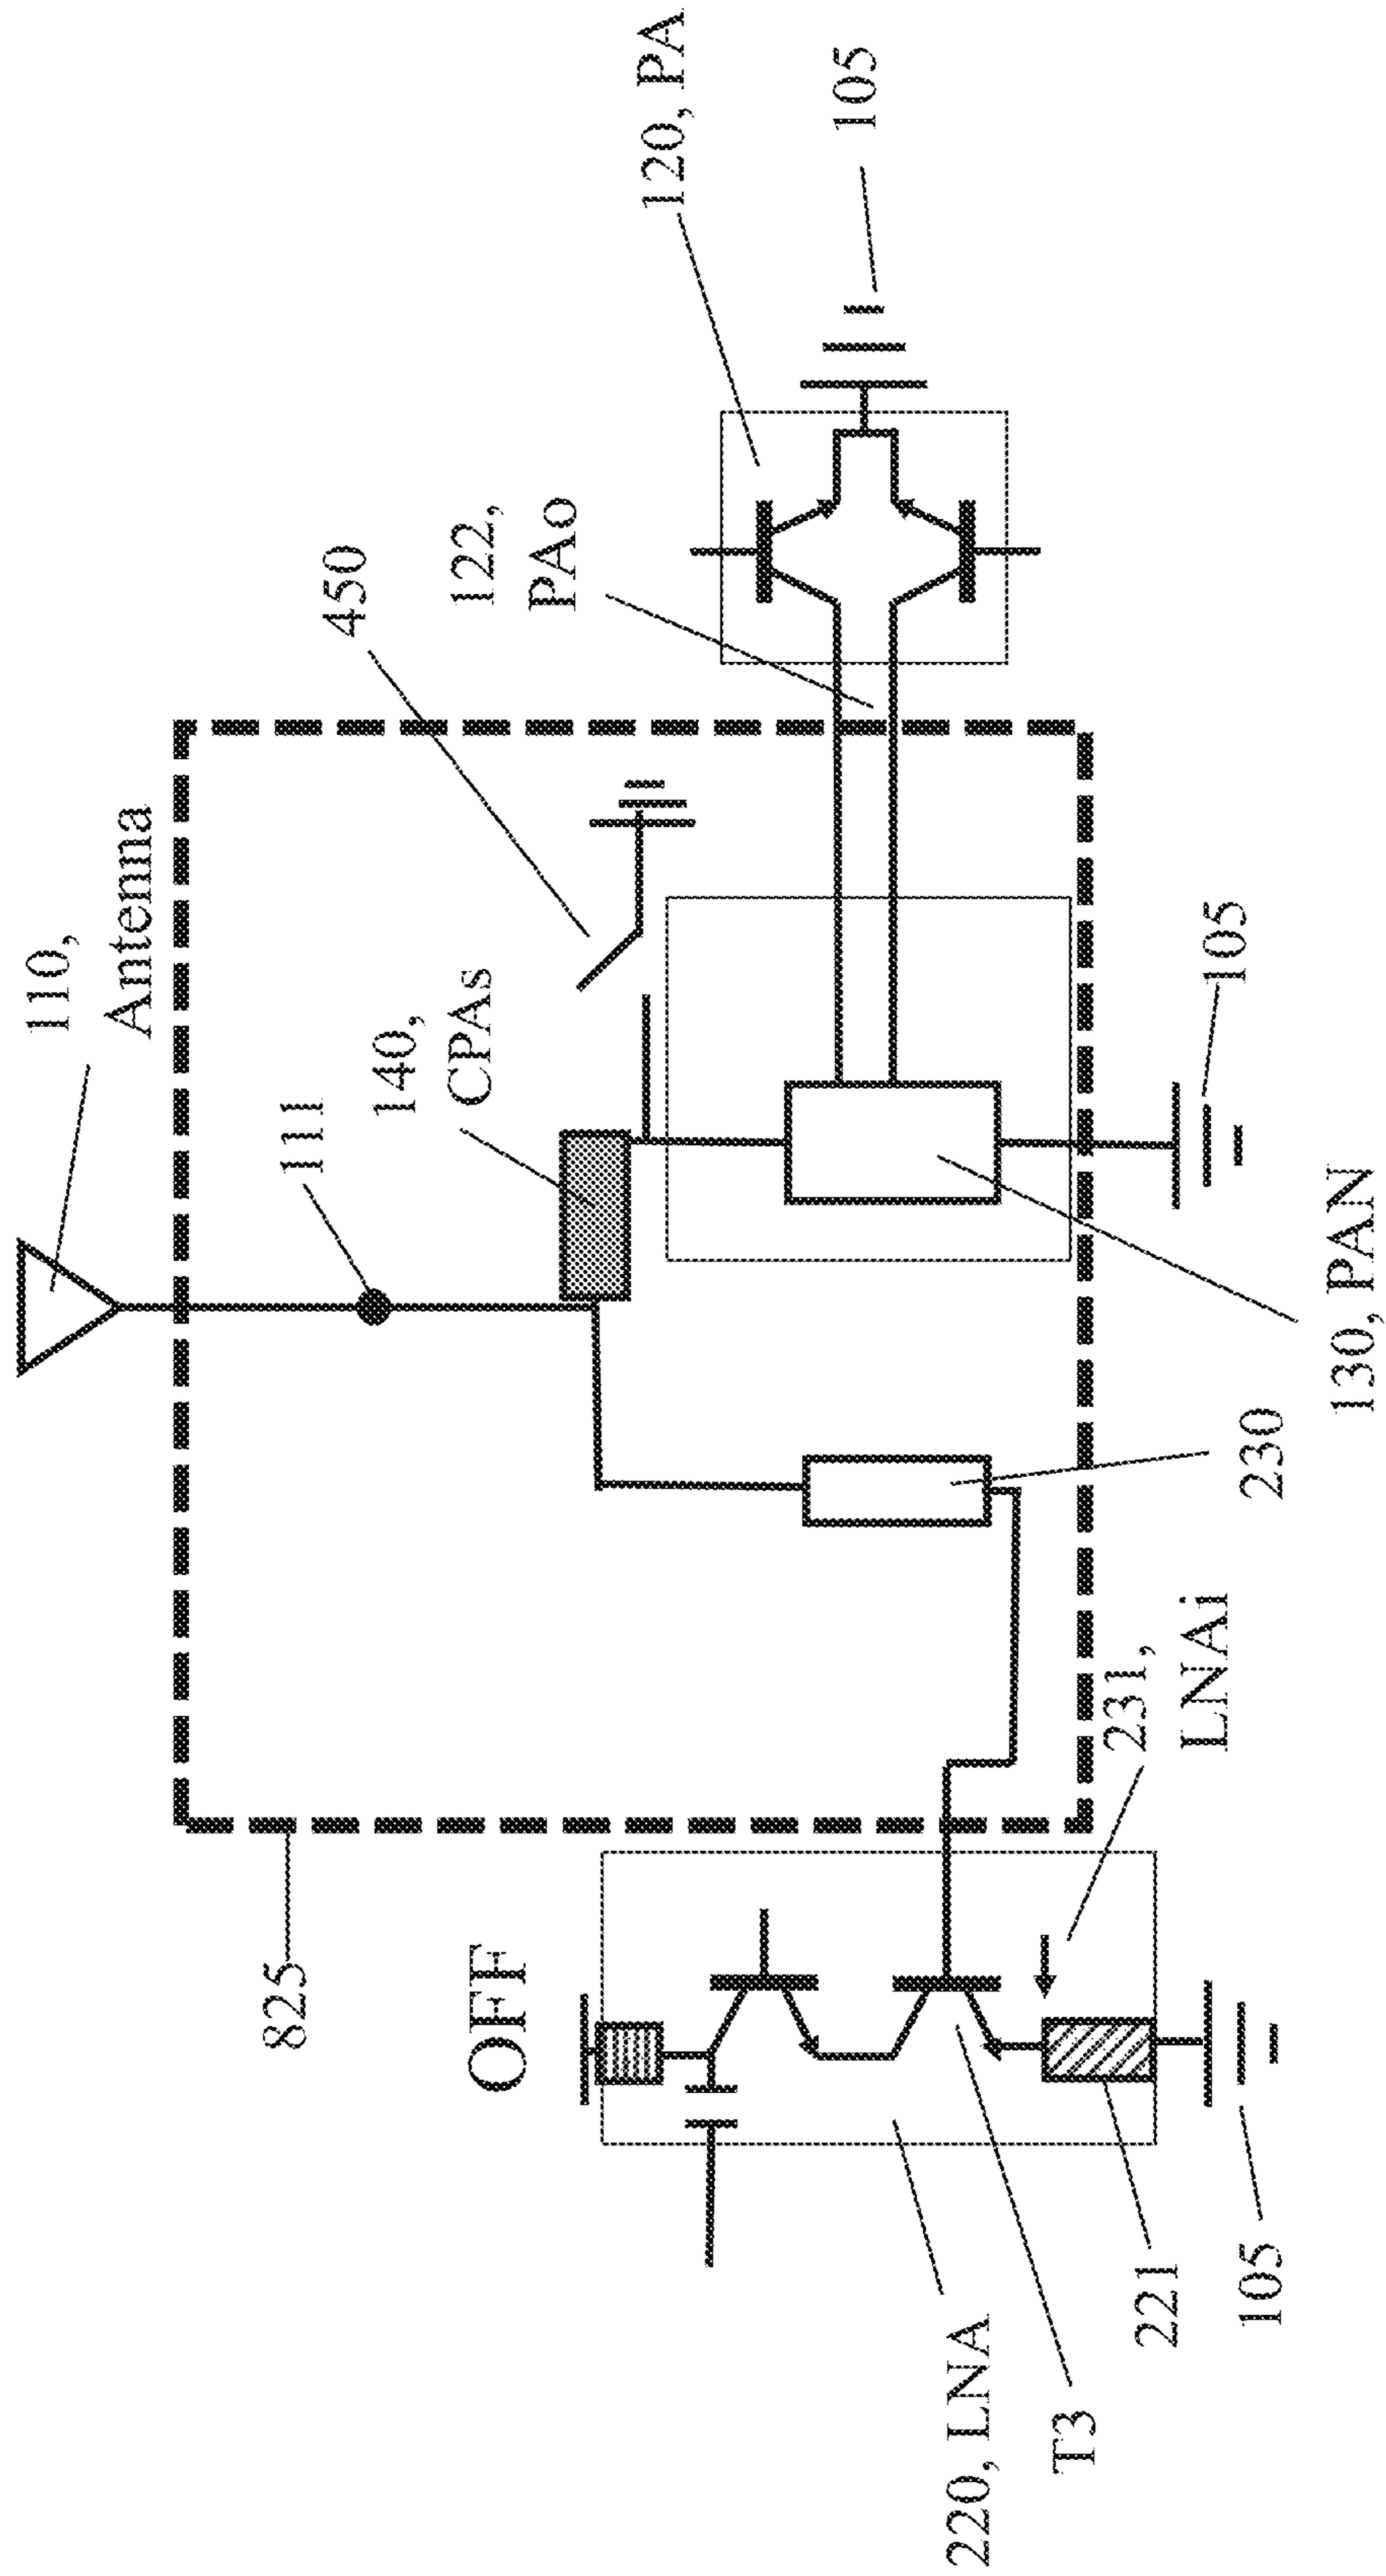 110,
Antenna
111
140,
CPAs
450
122,
PAo
120, PA
105
825
OFF
220, LNA
T3
221
105
231,
LNAi
230
130, PAN
105